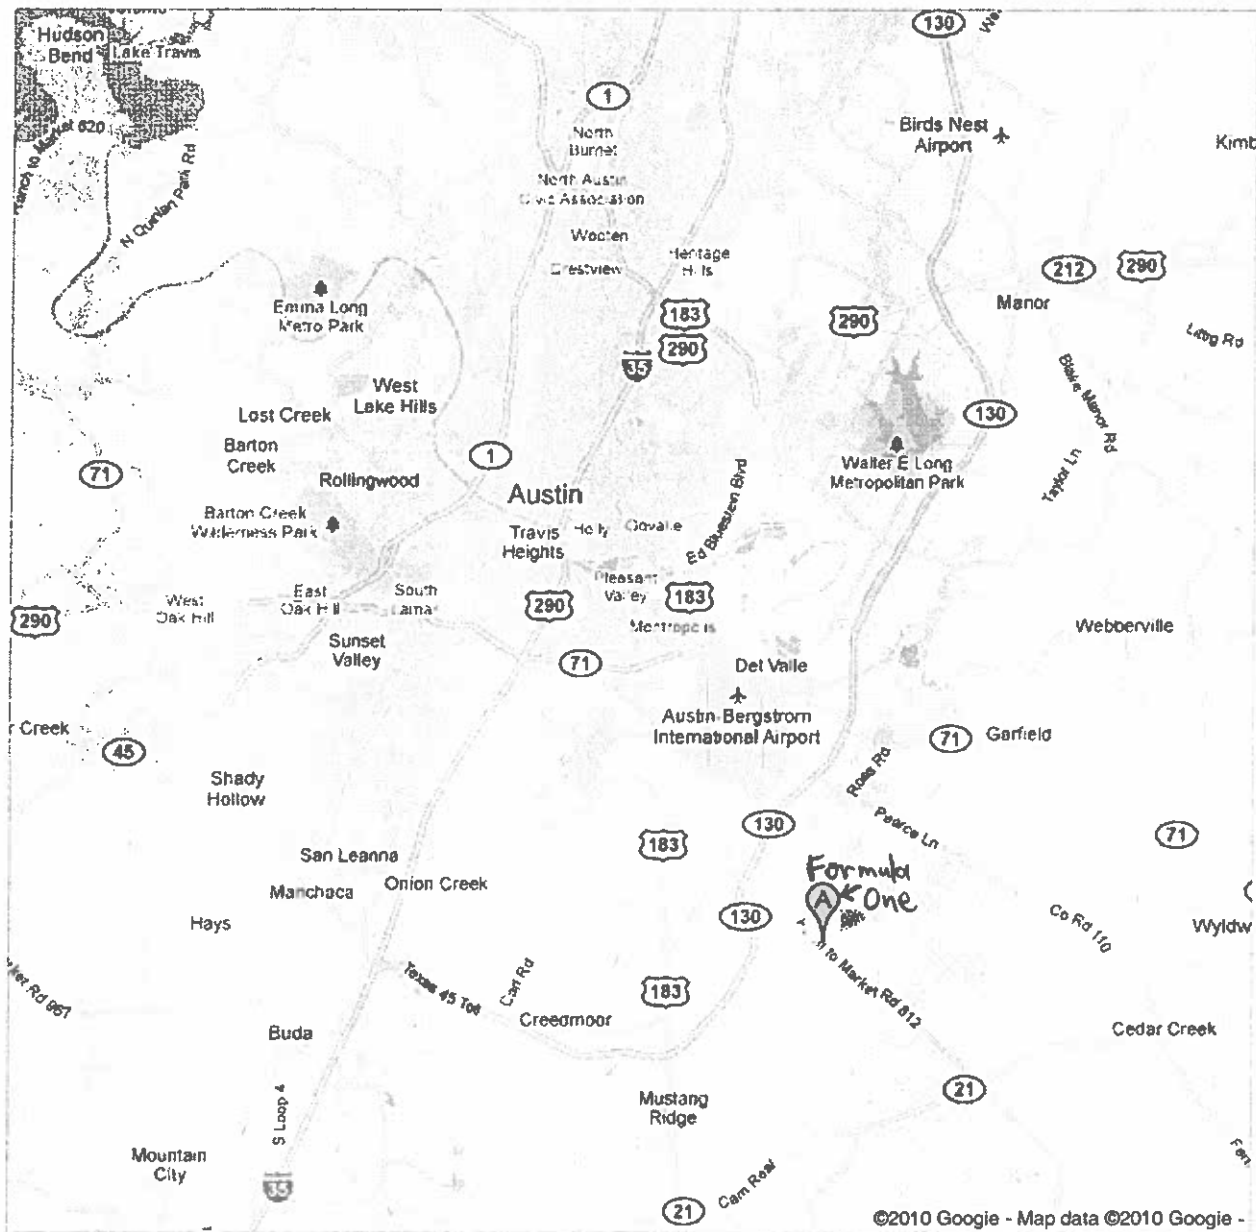 Hudson
Bend
Lake Travis
130
1
North
Burnet
Birds Nest
Airport
Kimb
N Quinlan Park Rd
North Austin
Civic Association
Wooten
Crestview
Heritage
Hills
212
290
Manor
Emma Long
Metro Park
183
290
290
35
Littig Rd
Blake Manor Rd
West
Lake Hills
Lost Creek
130
Barton
Creek
1
71
Rollingwood
Walter E Long
Metropolitan Park
Taylor Ln
Austin
Barton Creek
Wilderness Park
Travis
Heights
Holly
Govalle
Ed Bluestein Blvd
Pleasant
Valley
183
West
Oak Hill
East
Oak Hill
South
Lamar
290
290
Montropolis
Webberville
Sunset
Valley
71
Del Valle
Austin-Bergstrom
International Airport
r Creek
45
71
Garfield
Shady
Hollow
Ross Rd
Pearce Ln
130
183
71
San Leanna
Manchaca
Onion Creek
Formula
One
A
130
Hays
Co Rd 110
Wyldw
to Market Rd 812
Texas 45 Toll
Carl Rd
183
Creedmoor
Buda
Cedar Creek
21
Mustang
Ridge
S Loop 4
Mountain
City
35
21
©2010 Google - Map data ©2010 Google -